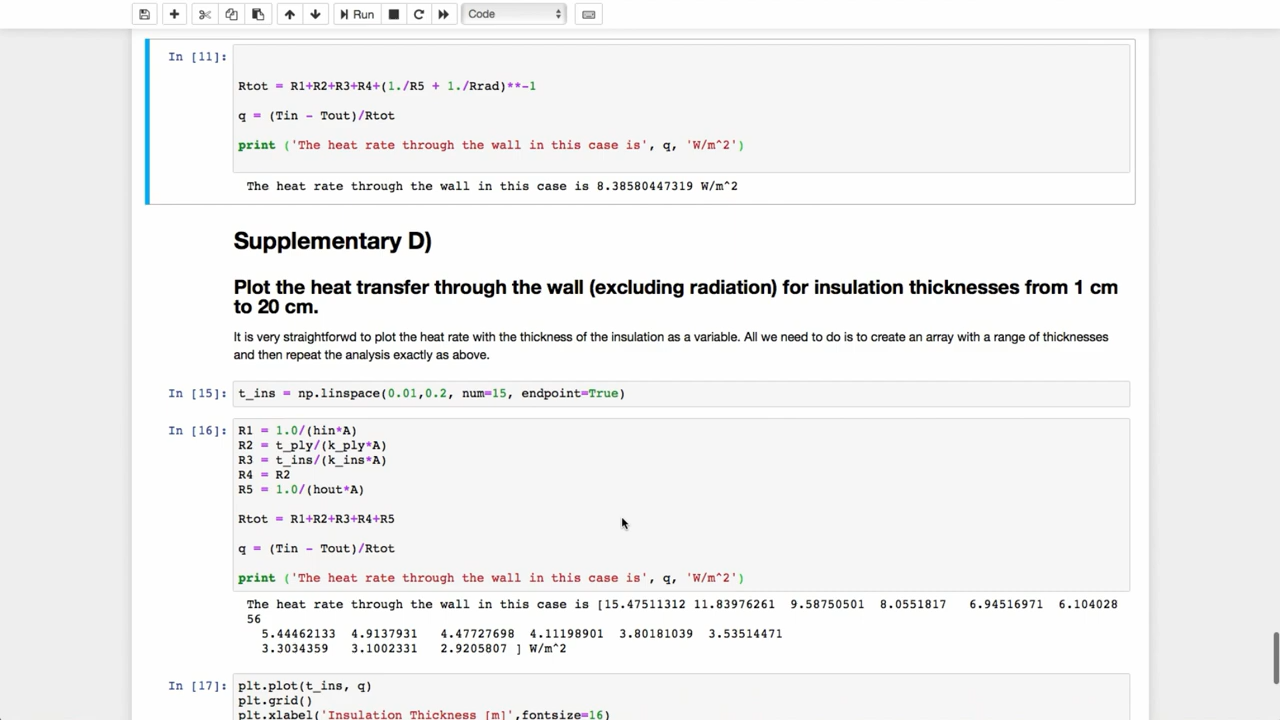 Run
Code
In [11]:
Rtot = R1+R2+R3+R4+(1./R5 + 1./Rrad)**-1
q = (Tin - Tout)/Rtot
print ('The heat rate through the wall in this case is', q, 'W/m^2')
The heat rate through the wall in this case is 8.38580447319 W/m^2
Supplementary D)
Plot the heat transfer through the wall (excluding radiation) for insulation thicknesses from 1 cm
to 20 cm.
It is very straightforwd to plot the heat rate with the thickness of the insulation as a variable. All we need to do is to create an array with a range of thicknesses
and then repeat the analysis exactly as above.
In [15]: t_ins = np.linspace(0.01,0.2, num=15, endpoint=True)
In [16]: R1 = 1.0/(hin*A)
R2 = t_ply/(k_ply*A)
R3 = t_ins/(k_ins*A)
R4 = R2
R5 = 1.0/(hout*A)
Rtot = R1+R2+R3+R4+R5
q = (Tin - Tout)/Rtot
print ('The heat rate through the wall in this case is', q, 'W/m^2')
The heat rate through the wall in this case is [15.47511312 11.83976261  9.58750501  8.0551817   6.94516971  6.104028
56
5.44462133  4.9137931   4.47727698  4.11198901  3.80181039  3.53514471
3.3034359   3.1002331   2.9205807 ] W/m^2
In [17]: plt.plot(t_ins, q)
plt.grid()
plt.xlabel('Insulation Thickness [m]',fontsize=16)